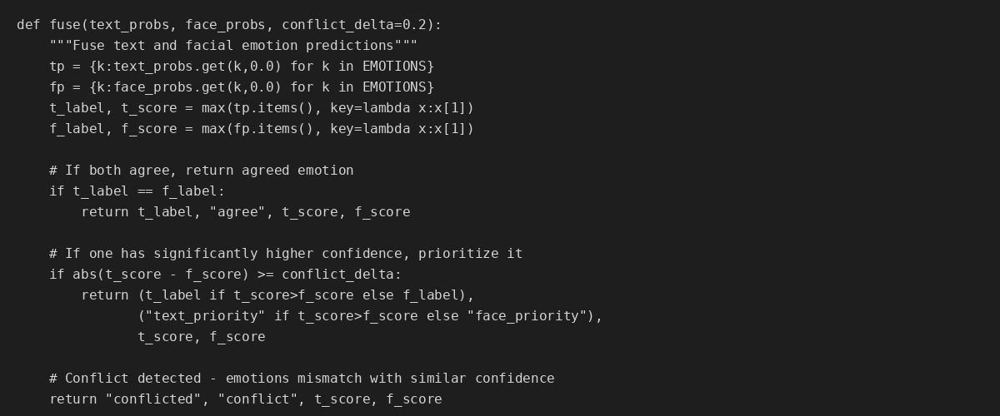 def fuse(text_probs, face_probs, conflict_delta=0.2):
    """Fuse text and facial emotion predictions"""
    tp = {k:text_probs.get(k,0.0) for k in EMOTIONS}
    fp = {k:face_probs.get(k,0.0) for k in EMOTIONS}
    t_label, t_score = max(tp.items(), key=lambda x:x[1])
    f_label, f_score = max(fp.items(), key=lambda x:x[1])

    # If both agree, return agreed emotion
    if t_label == f_label:
        return t_label, "agree", t_score, f_score

    # If one has significantly higher confidence, prioritize it
    if abs(t_score - f_score) >= conflict_delta:
        return (t_label if t_score>f_score else f_label),
               ("text_priority" if t_score>f_score else "face_priority"),
               t_score, f_score

    # Conflict detected - emotions mismatch with similar confidence
    return "conflicted", "conflict", t_score, f_score